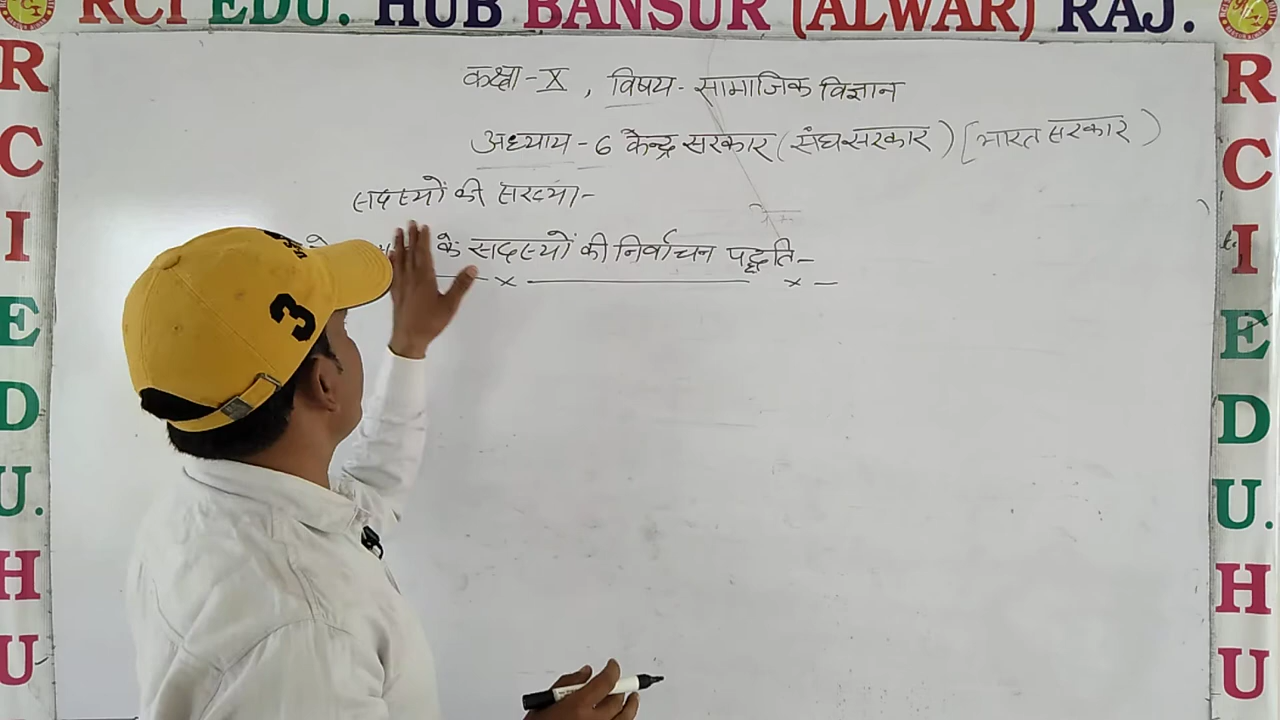 RCI EDU. HUB BANSUR (ALWAR) RAJ.
कक्षा - X , विषय - सामाजिक विज्ञान
अध्याय - 6 केन्द्र सरकार (संघ सरकार) [भारत सरकार)
सदस्यों की संख्या -
के सदस्यों की निर्वाचन पद्धति -
R
C
I
E
D
U.
H
U
R
C
I
E
D
U.
H
U
3